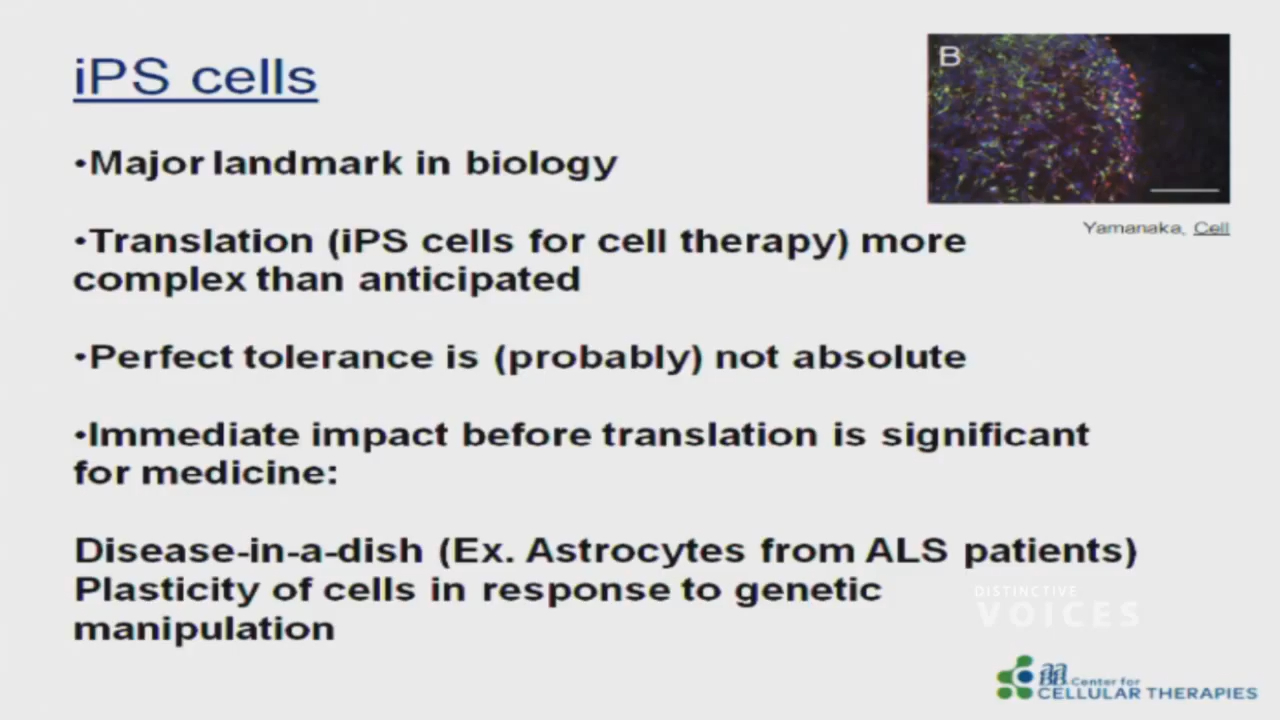 iPS cells
B
•Major landmark in biology
Yamanaka, Cell
•Translation (iPS cells for cell therapy) more
complex than anticipated
•Perfect tolerance is (probably) not absolute
•Immediate impact before translation is significant
for medicine:
Disease-in-a-dish (Ex. Astrocytes from ALS patients)
Plasticity of cells in response to genetic
manipulation
DISTINCTIVE
VOICES
Center for
CELLULAR THERAPIES